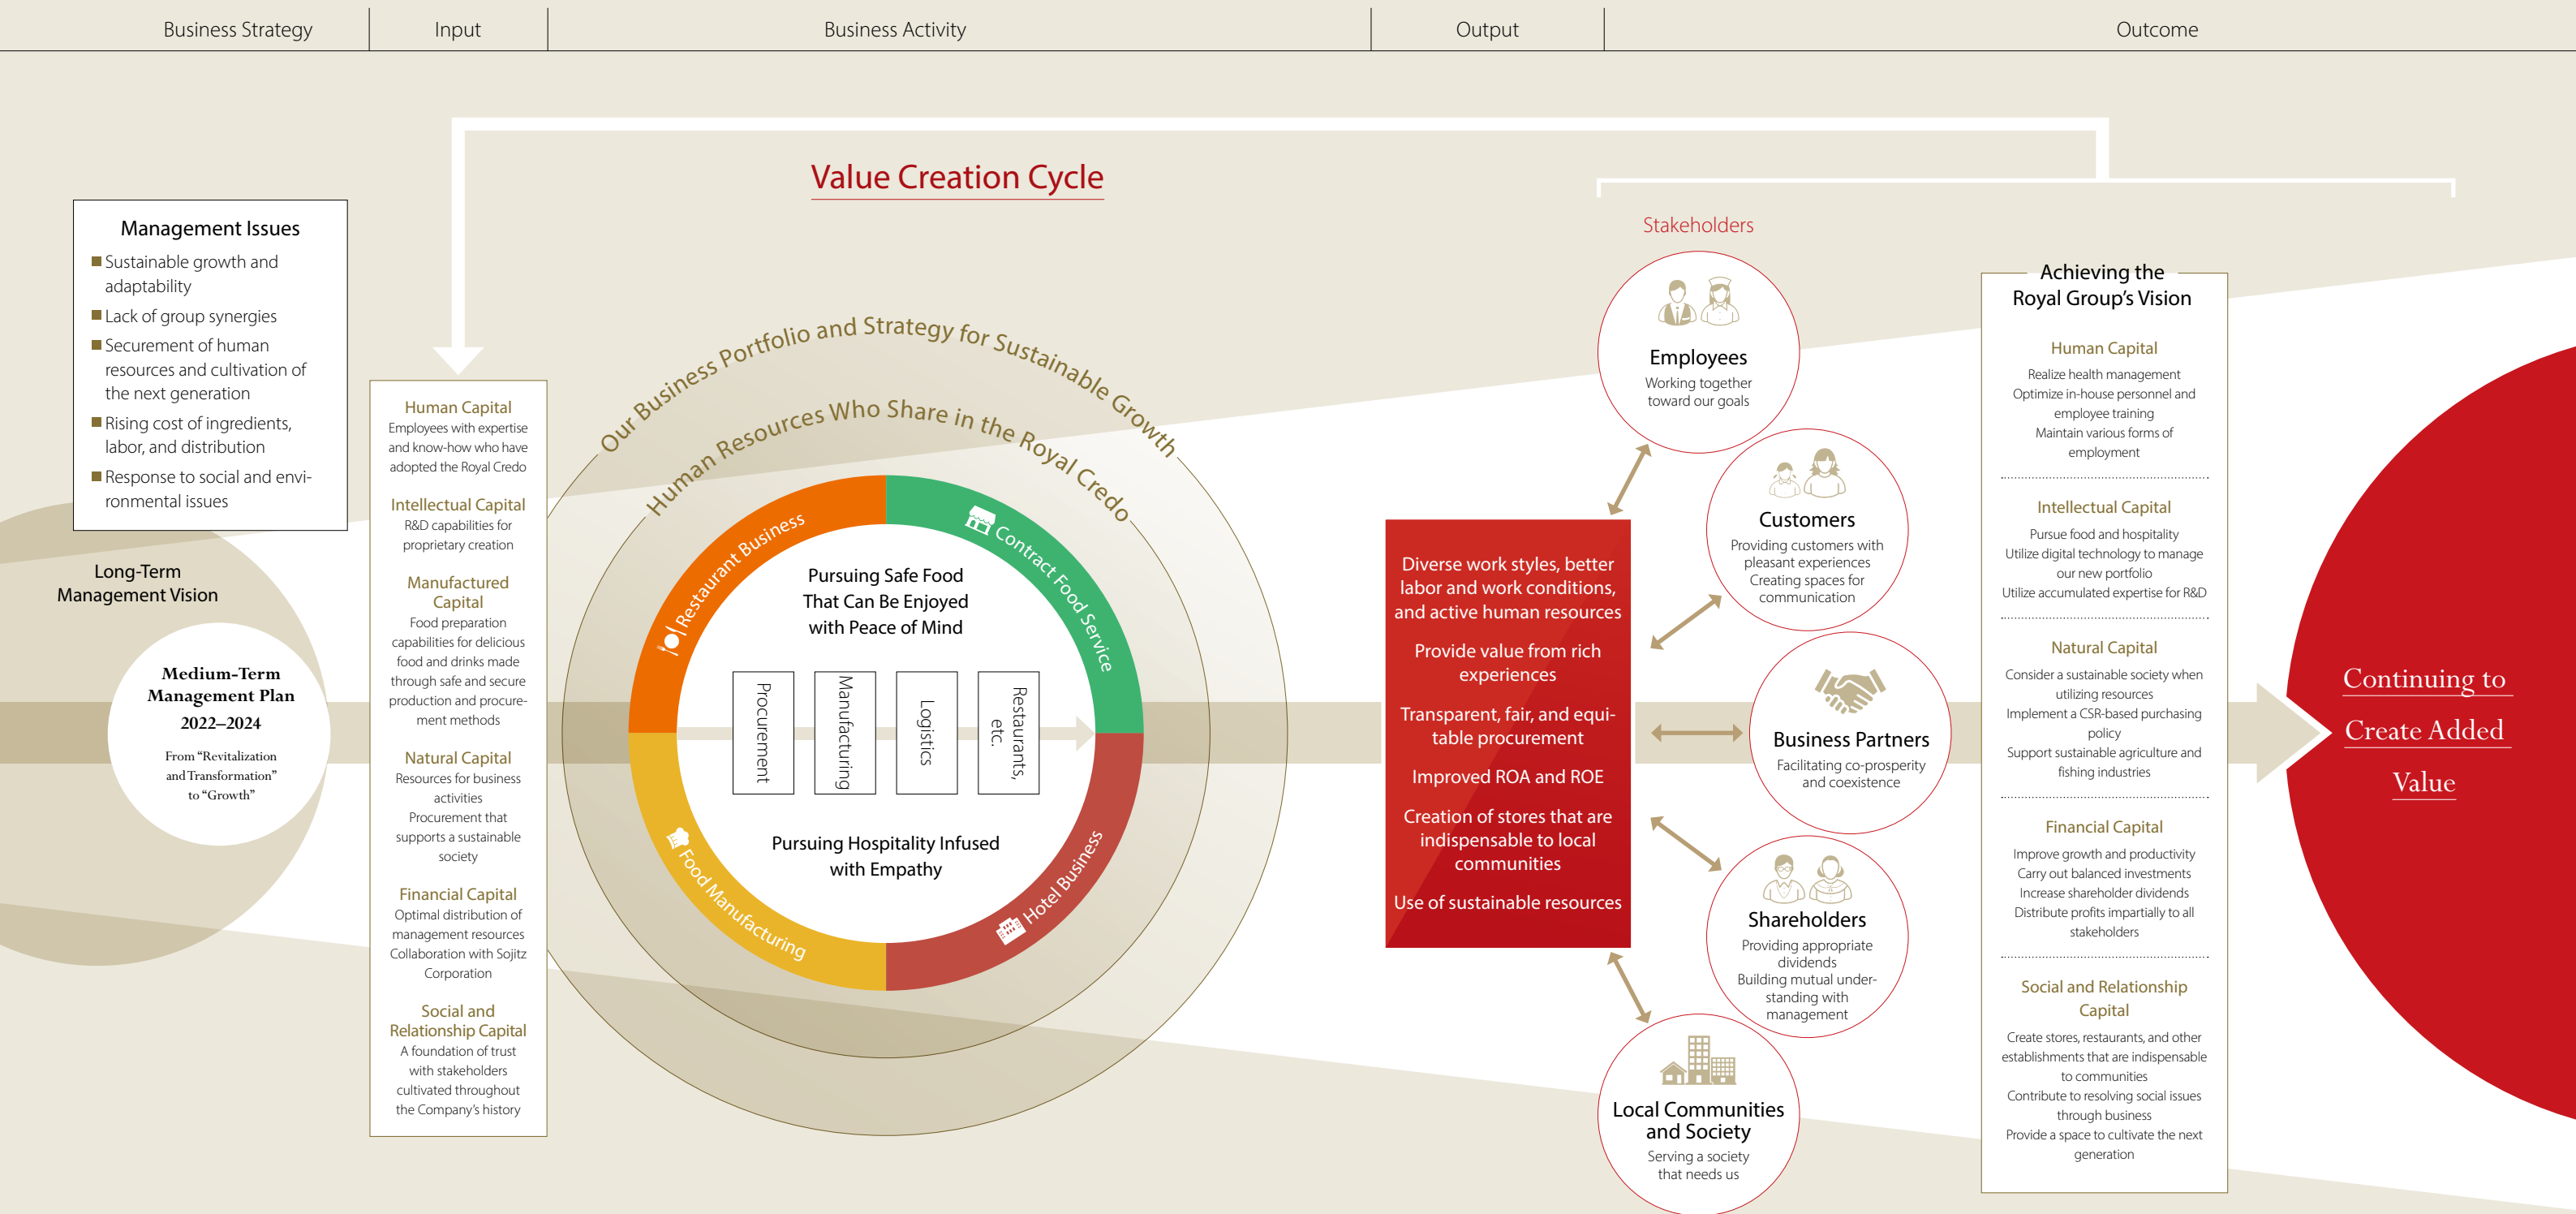 Business Strategy
Input
Business Activity
Output
Outcome
Value Creation Cycle
Management Issues
Sustainable growth and
adaptability
Lack of group synergies
Securement of human
resources and cultivation of
the next generation
Rising cost of ingredients,
labor, and distribution
Response to social and envi-
ronmental issues
Long-Term
Management Vision
Medium-Term
Management Plan
2022–2024
From “Revitalization
and Transformation”
to “Growth”
Human Capital
Employees with expertise
and know-how who have
adopted the Royal Credo
Intellectual Capital
R&D capabilities for
proprietary creation
Manufactured
Capital
Food preparation
capabilities for delicious
food and drinks made
through safe and secure
production and procure-
ment methods
Natural Capital
Resources for business
activities
Procurement that
supports a sustainable
society
Financial Capital
Optimal distribution of
management resources
Collaboration with Sojitz
Corporation
Social and
Relationship Capital
A foundation of trust
with stakeholders
cultivated throughout
the Company’s history
Our Business Portfolio and Strategy for Sustainable Growth
Human Resources Who Share in the Royal Credo
Restaurant Business
Contract Food Service
Food Manufacturing
Hotel Business
Pursuing Safe Food
That Can Be Enjoyed
with Peace of Mind
Procurement
Manufacturing
Logistics
Restaurants,
etc.
Pursuing Hospitality Infused
with Empathy
Diverse work styles, better
labor and work conditions,
and active human resources
Provide value from rich
experiences
Transparent, fair, and equi-
table procurement
Improved ROA and ROE
Creation of stores that are
indispensable to local
communities
Use of sustainable resources
Stakeholders
Employees
Working together
toward our goals
Customers
Providing customers with
pleasant experiences
Creating spaces for
communication
Business Partners
Facilitating co-prosperity
and coexistence
Shareholders
Providing appropriate
dividends
Building mutual under-
standing with
management
Local Communities
and Society
Serving a society
that needs us
Achieving the
Royal Group’s Vision
Human Capital
Realize health management
Optimize in-house personnel and
employee training
Maintain various forms of
employment
Intellectual Capital
Pursue food and hospitality
Utilize digital technology to manage
our new portfolio
Utilize accumulated expertise for R&D
Natural Capital
Consider a sustainable society when
utilizing resources
Implement a CSR-based purchasing
policy
Support sustainable agriculture and
fishing industries
Financial Capital
Improve growth and productivity
Carry out balanced investments
Increase shareholder dividends
Distribute profits impartially to all
stakeholders
Social and Relationship
Capital
Create stores, restaurants, and other
establishments that are indispensable
to communities
Contribute to resolving social issues
through business
Provide a space to cultivate the next
generation
Continuing to
Create Added
Value